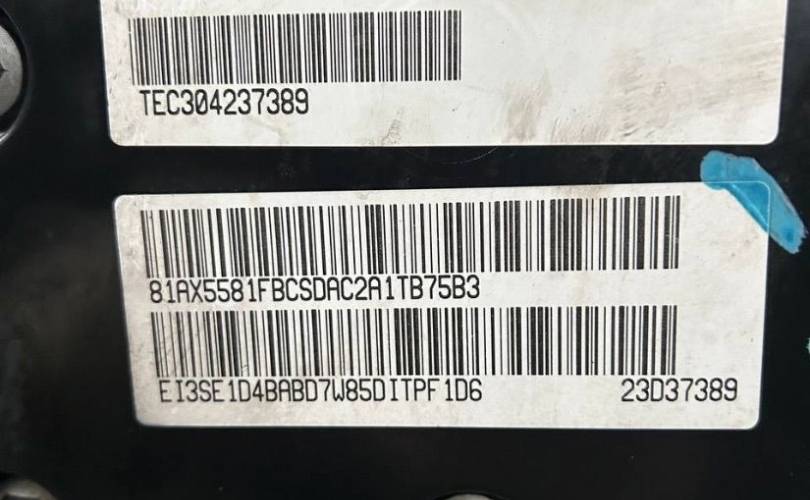 TEC304237389
81AX5581FBCSDAC2A1TB75B3
EI3SE1D4BABD7W85DITPF1D6 23D37389